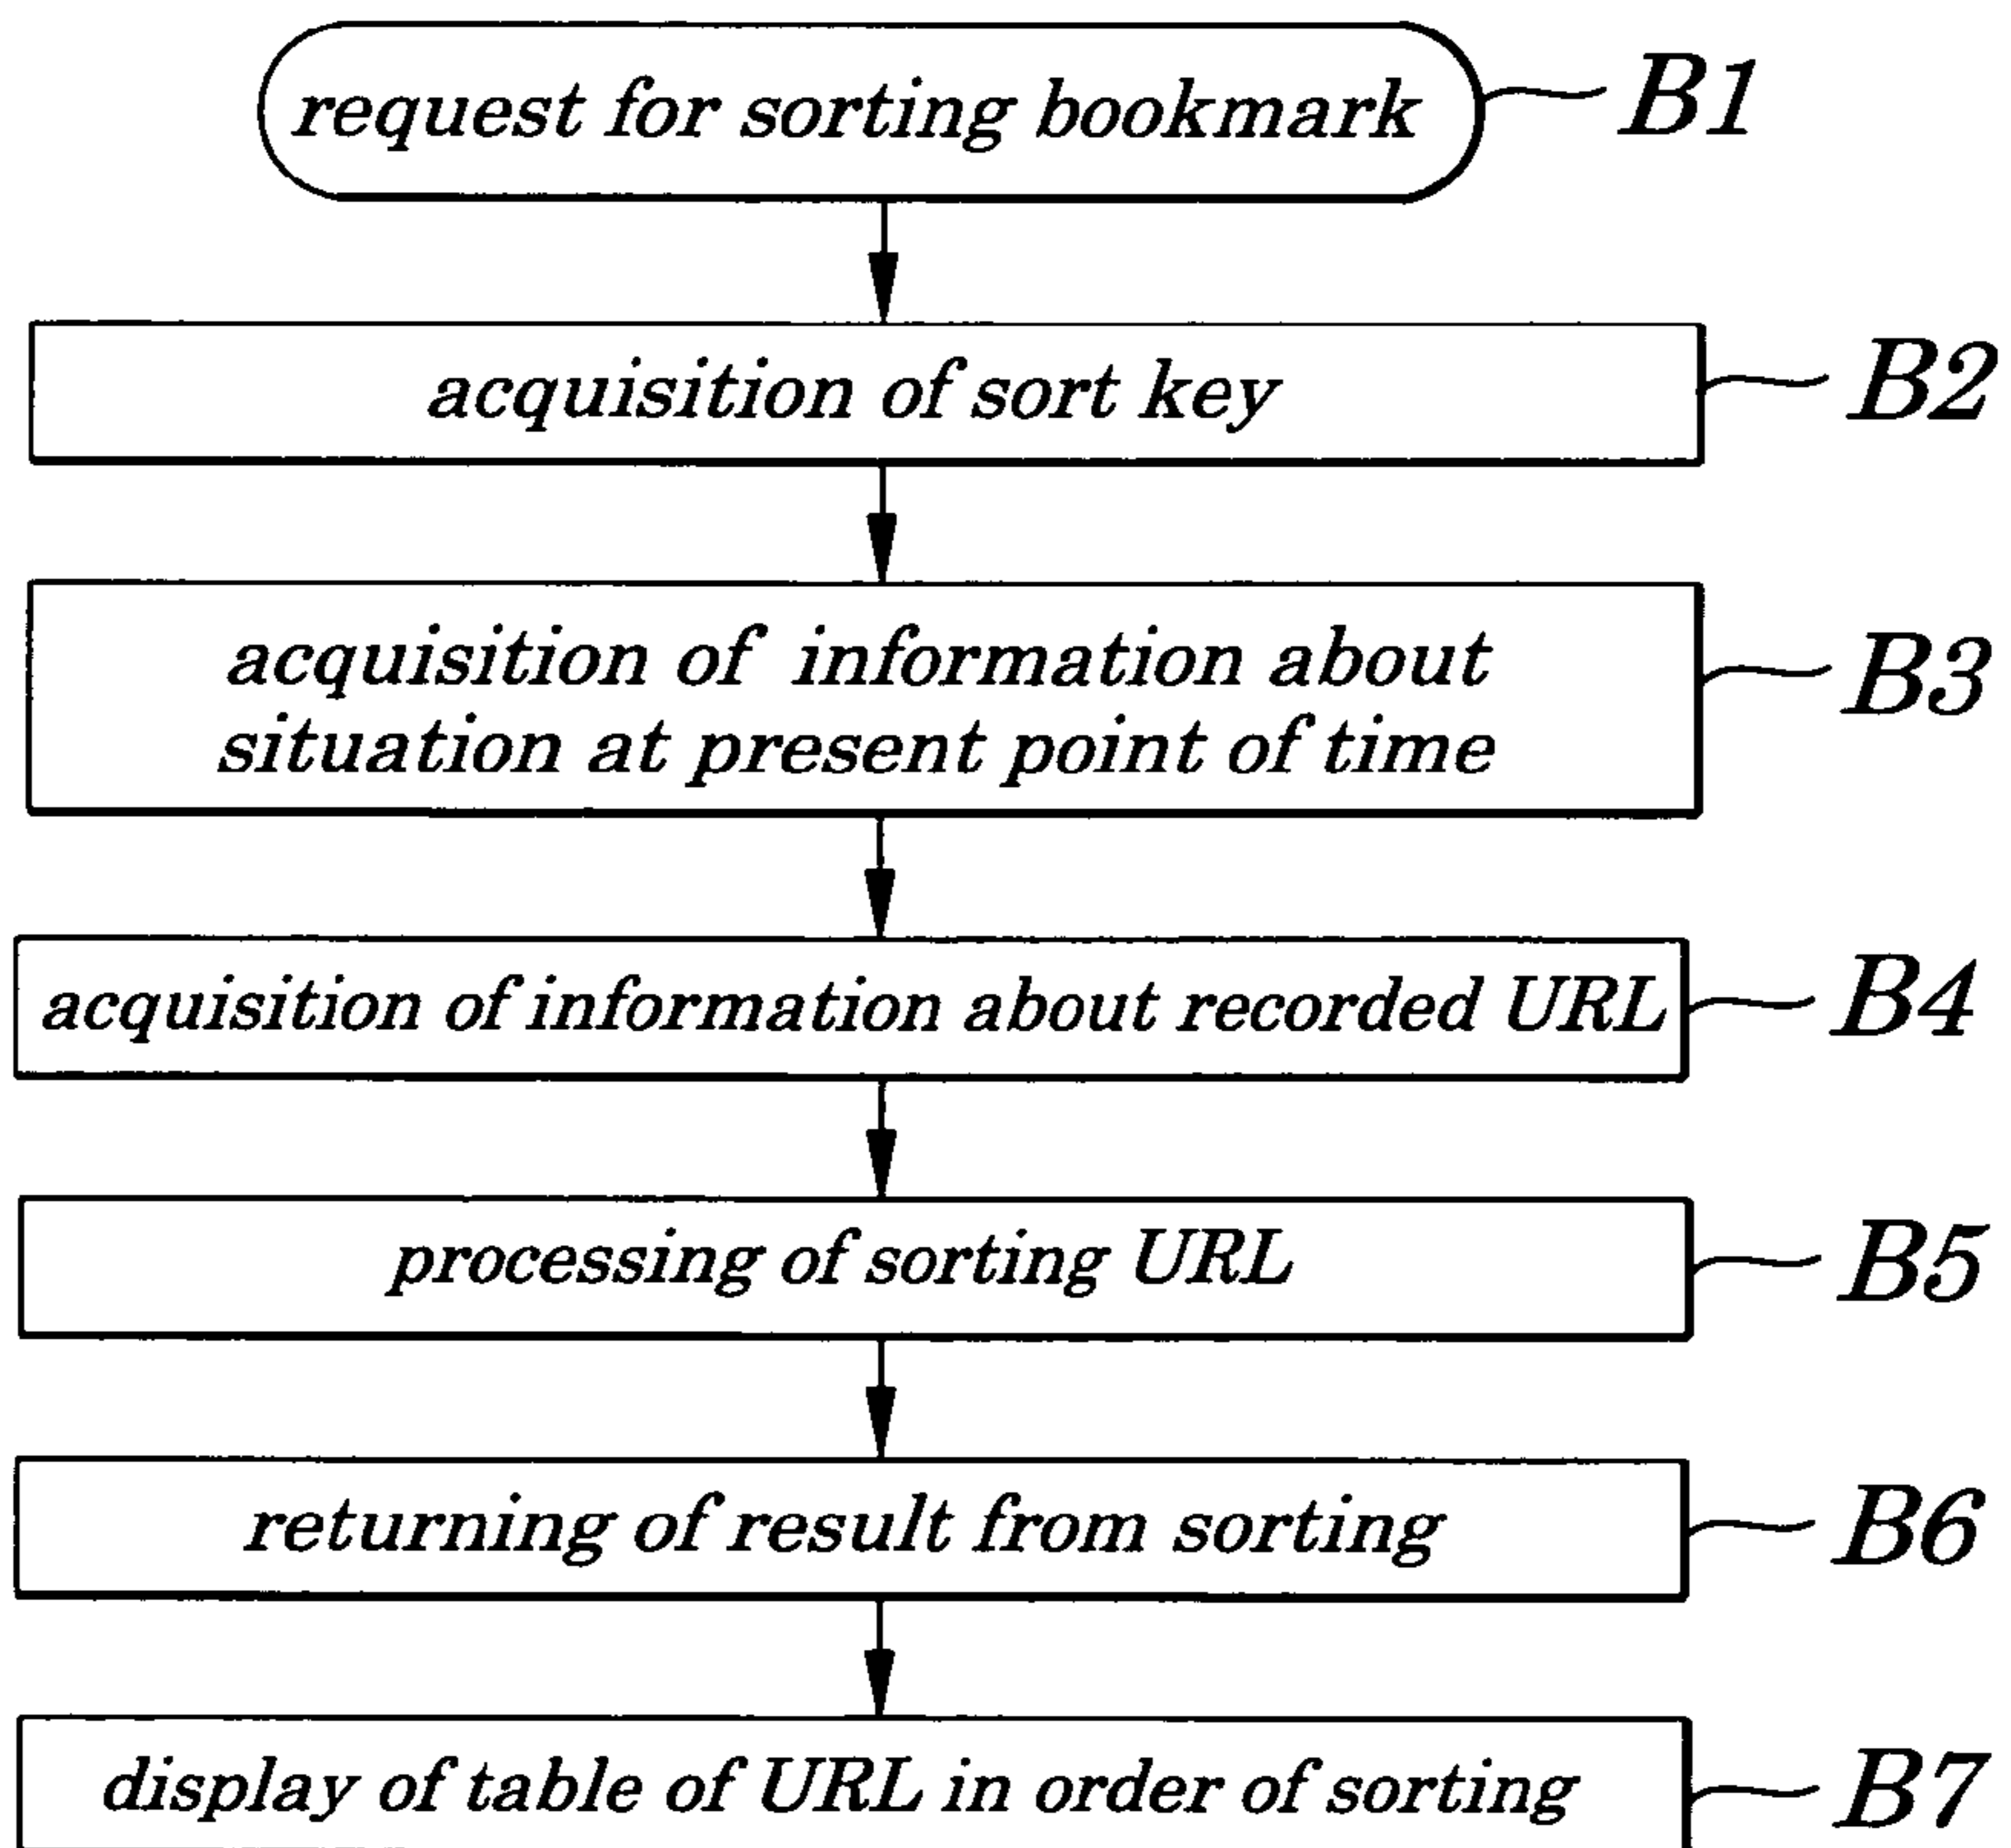 request for sorting bookmark B1
acquisition of sort key B2
acquisition of information about B3
situation at present point of time
acquisition of information about recorded URL B4
processing of sorting URL B5
returning of result from sorting B6
display of table of URL in order of sorting B7